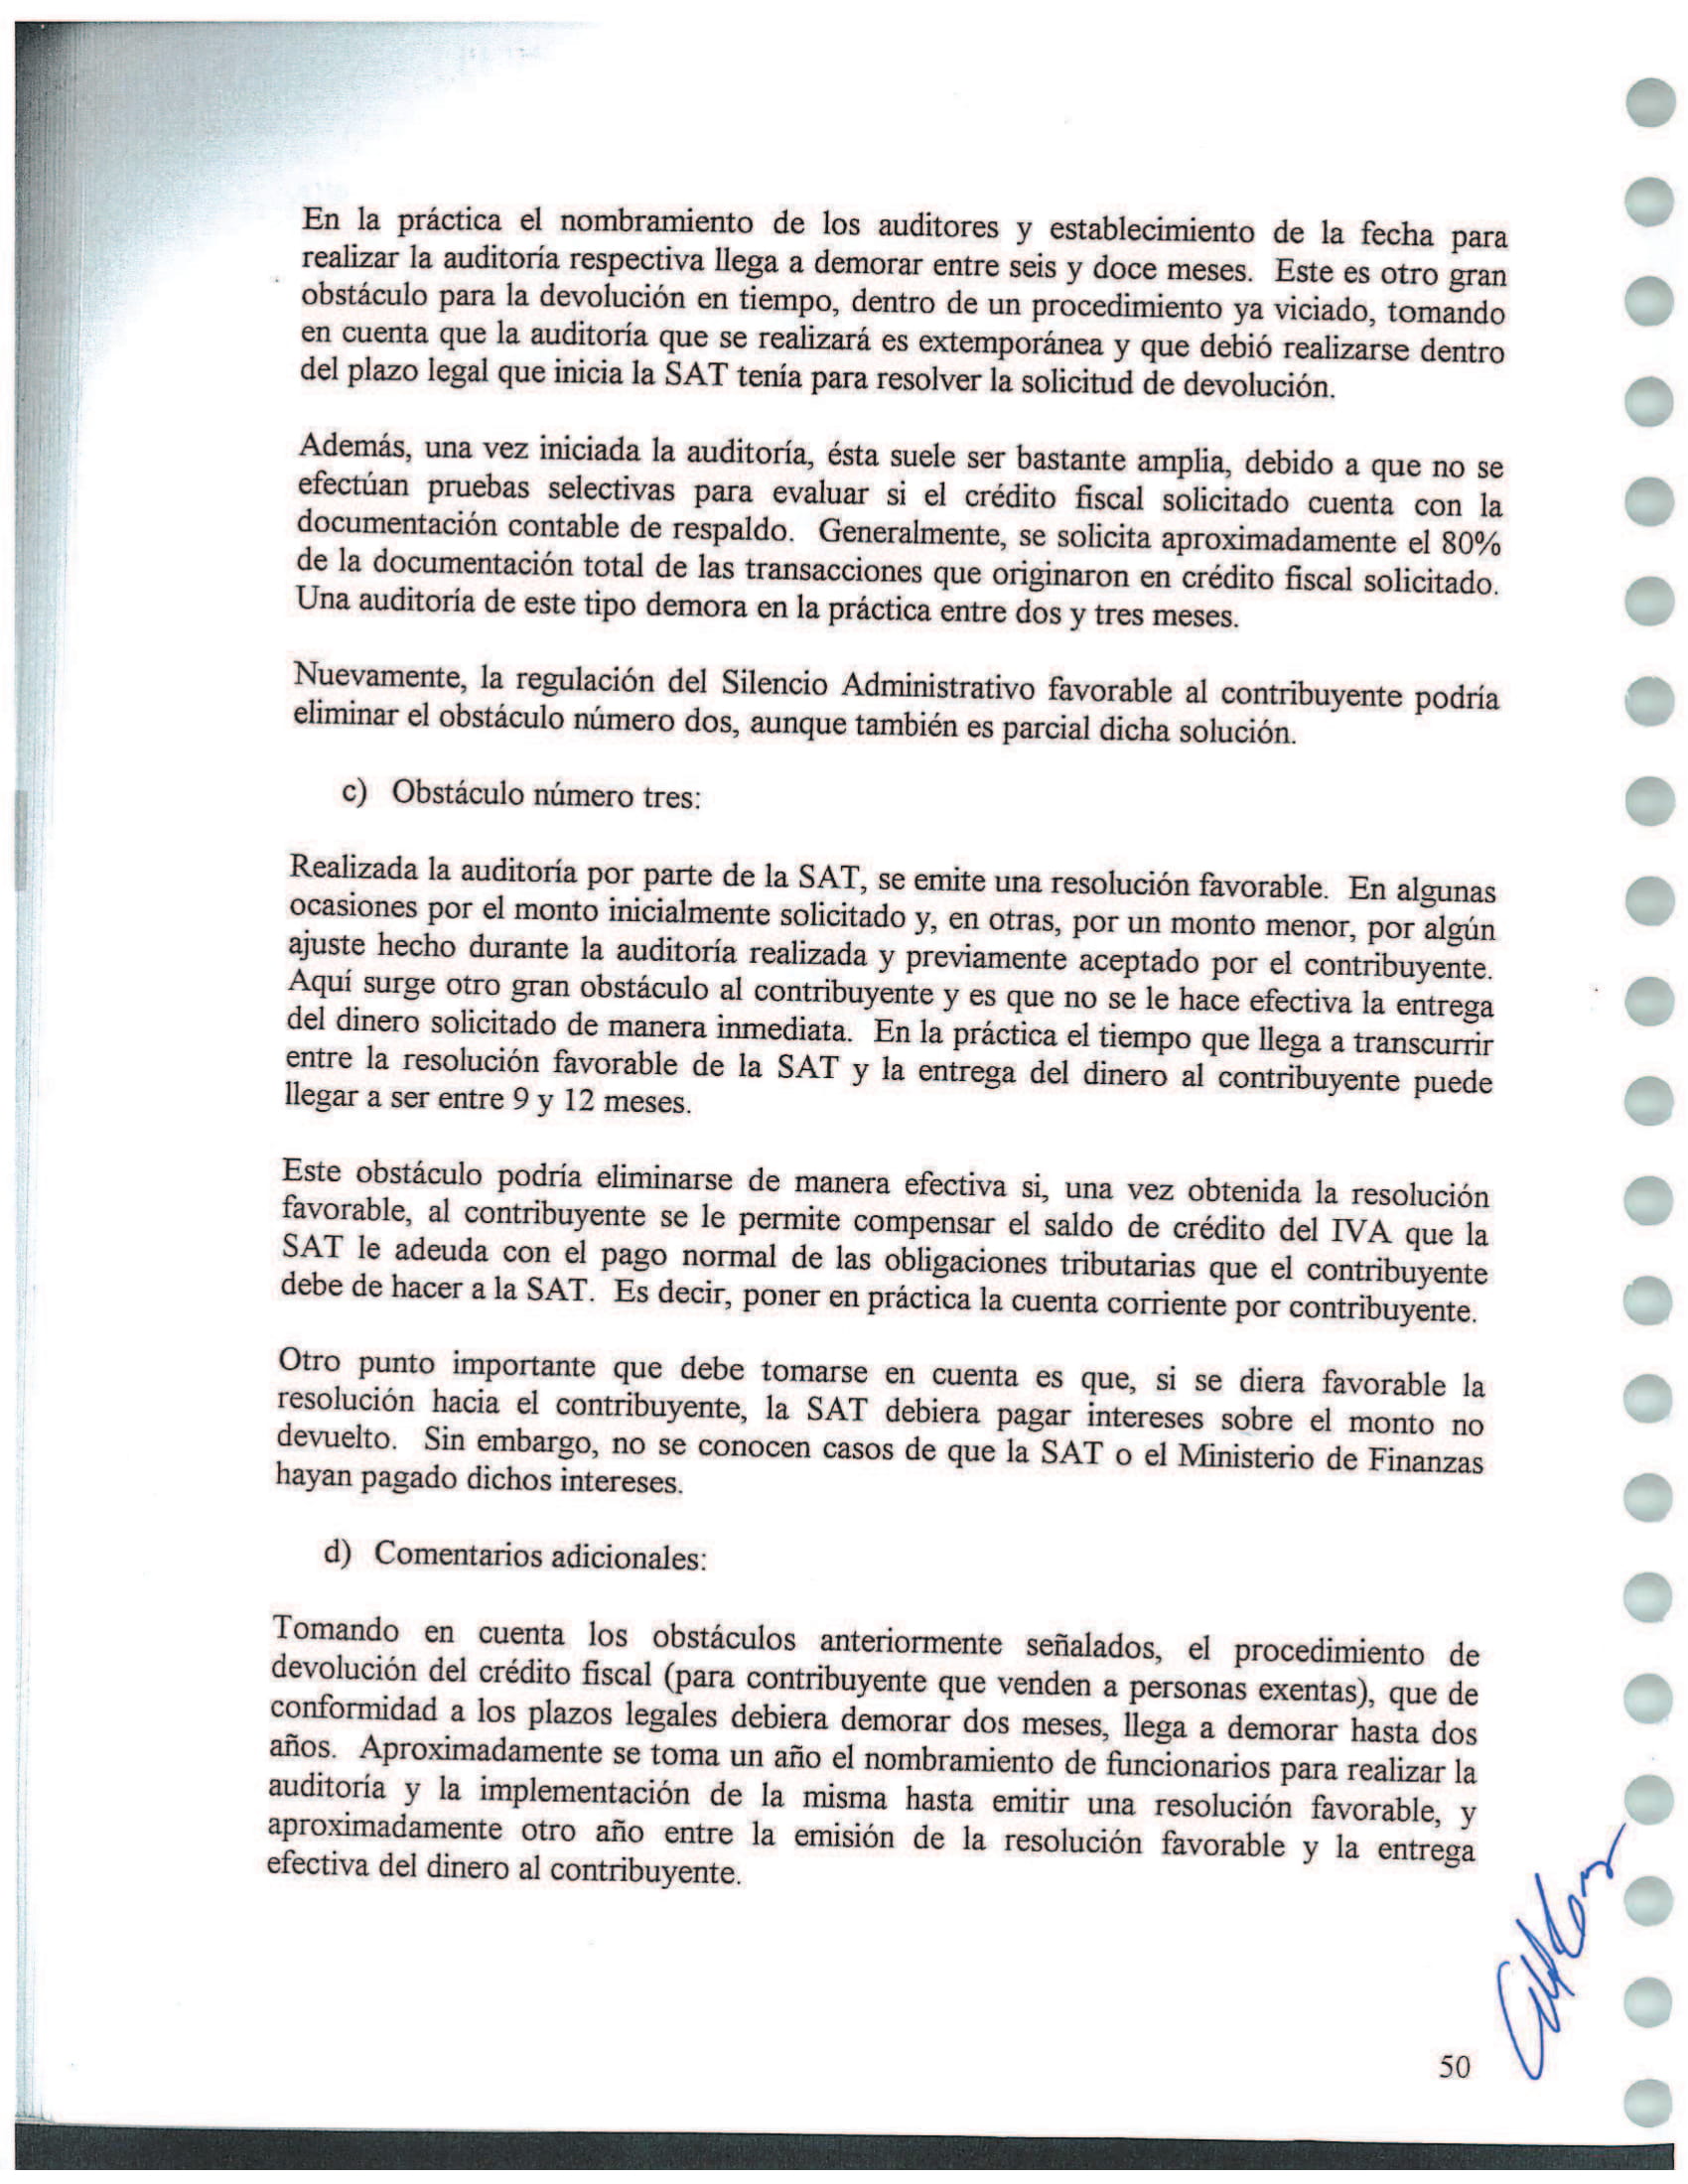 En la práctica el nombramiento de los auditores y establecimiento de la fecha para
realizar la auditoría respectiva llega a demorar entre seis y doce meses. Este es otro gran
obstáculo para la devolución en tiempo, dentro de un procedimiento ya viciado, tomando
en cuenta que la auditoría que se realizará es extemporánea y que debió realizarse dentro
del plazo legal que inicia la SAT tenía para resolver la solicitud de devolución.
Además, una vez iniciada la auditoría, ésta suele ser bastante amplia, debido a que no se
efectúan pruebas selectivas para evaluar si el crédito fiscal solicitado cuenta con la
documentación contable de respaldo. Generalmente, se solicita aproximadamente el 80%
de la documentación total de las transacciones que originaron en crédito fiscal solicitado.
Una auditoría de este tipo demora en la práctica entre dos y tres meses.
Nuevamente, la regulación del Silencio Administrativo favorable al contribuyente podría
eliminar el obstáculo número dos, aunque también es parcial dicha solución.
c) Obstáculo número tres:
Realizada la auditoría por parte de la SAT, se emite una resolución favorable. En algunas
ocasiones por el monto inicialmente solicitado y, en otras, por un monto menor, por algún
ajuste hecho durante la auditoría realizada y previamente aceptado por el contribuyente.
Aquí surge otro gran obstáculo al contribuyente y es que no se le hace efectiva la entrega
del dinero solicitado de manera inmediata. En la práctica el tiempo que llega a transcurrir
entre la resolución favorable de la SAT y la entrega del dinero al contribuyente puede
llegar a ser entre 9 y 12 meses.
Este obstáculo podría eliminarse de manera efectiva si, una vez obtenida la resolución
favorable, al contribuyente se le permite compensar el saldo de crédito del IVA que la
SAT le adeuda con el pago normal de las obligaciones tributarias que el contribuyente
debe de hacer a la SAT. Es decir, poner en práctica la cuenta corriente por contribuyente.
Otro punto importante que debe tomarse en cuenta es que, si se diera favorable la
resolución hacia el contribuyente, la SAT debiera pagar intereses sobre el monto no
devuelto. Sin embargo, no se conocen casos de que la SAT o el Ministerio de Finanzas
hayan pagado dichos intereses.
d) Comentarios adicionales:
Tomando en cuenta los obstáculos anteriormente señalados, el procedimiento de
devolución del crédito fiscal (para contribuyente que venden a personas exentas), que de
conformidad a los plazos legales debiera demorar dos meses, llega a demorar hasta dos
años. Aproximadamente se toma un año el nombramiento de funcionarios para realizar la
auditoría y la implementación de la misma hasta emitir una resolución favorable, y
aproximadamente otro año entre la emisión de la resolución favorable y la entrega
efectiva del dinero al contribuyente.
50